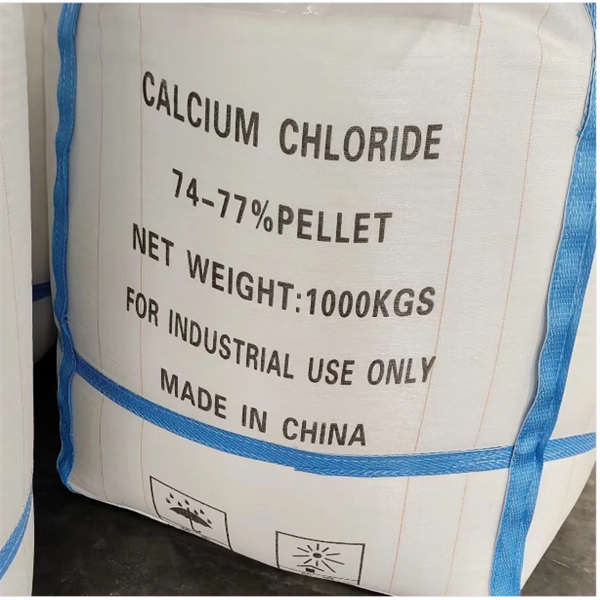 CALCIUM CHLORIDE
74-77%PELLET
NET WEIGHT:1000KGS
FOR INDUSTRIAL USE ONLY
MADE IN CHINA